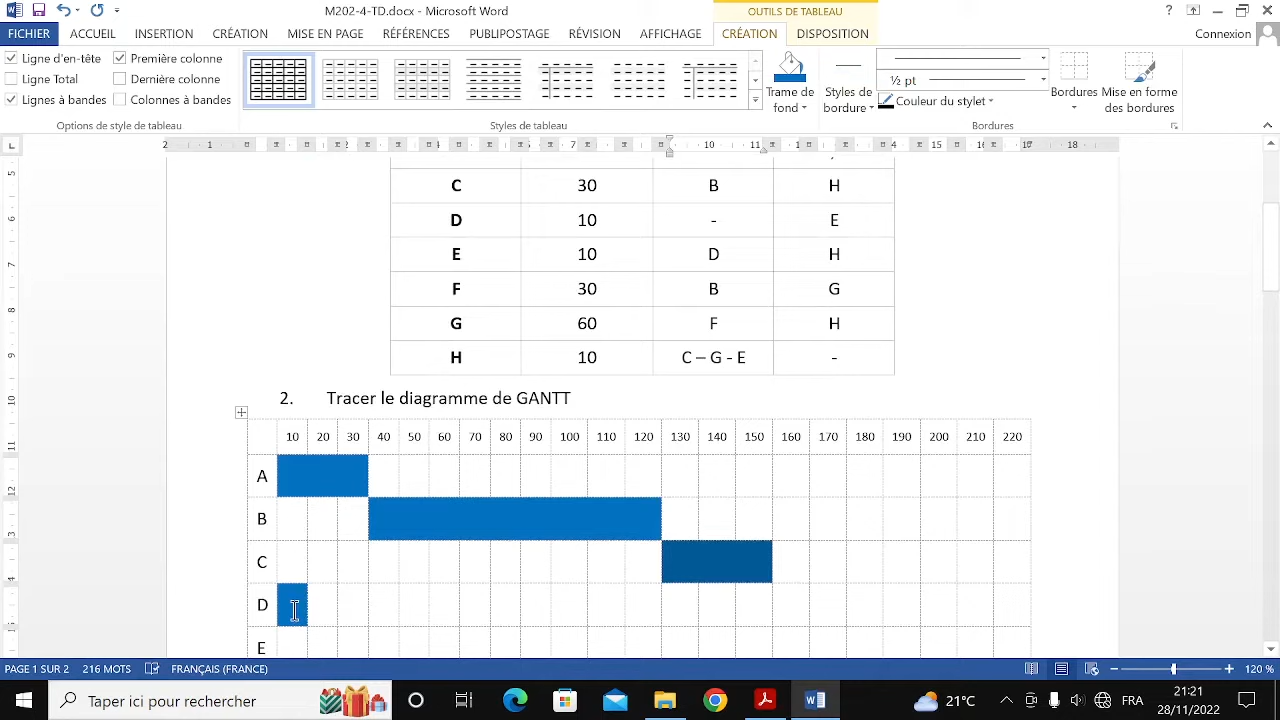 M202-4-TD.docx - Microsoft Word
OUTILS DE TABLEAU
?
FICHIER ACCUEIL INSERTION CRÉATION MISE EN PAGE RÉFÉRENCES PUBLIPOSTAGE RÉVISION AFFICHAGE CRÉATION DISPOSITION Connexion
Ligne d'en-tête Première colonne
Ligne Total Dernière colonne
Lignes à bandes Colonnes à bandes
Options de style de tableau
Styles de tableau
Trame de
fond
Styles de
bordure
½ pt
Couleur du stylet
Bordures
Mise en forme
des bordures
Bordures
C 30 B H
D 10 - E
E 10 D H
F 30 B G
G 60 F H
H 10 C – G - E -
2. Tracer le diagramme de GANTT
10 20 30 40 50 60 70 80 90 100 110 120 130 140 150 160 170 180 190 200 210 220
A
B
C
D
E
PAGE 1 SUR 2 216 MOTS FRANÇAIS (FRANCE) 120 %
Taper ici pour rechercher
21°C
FRA
21:21
28/11/2022